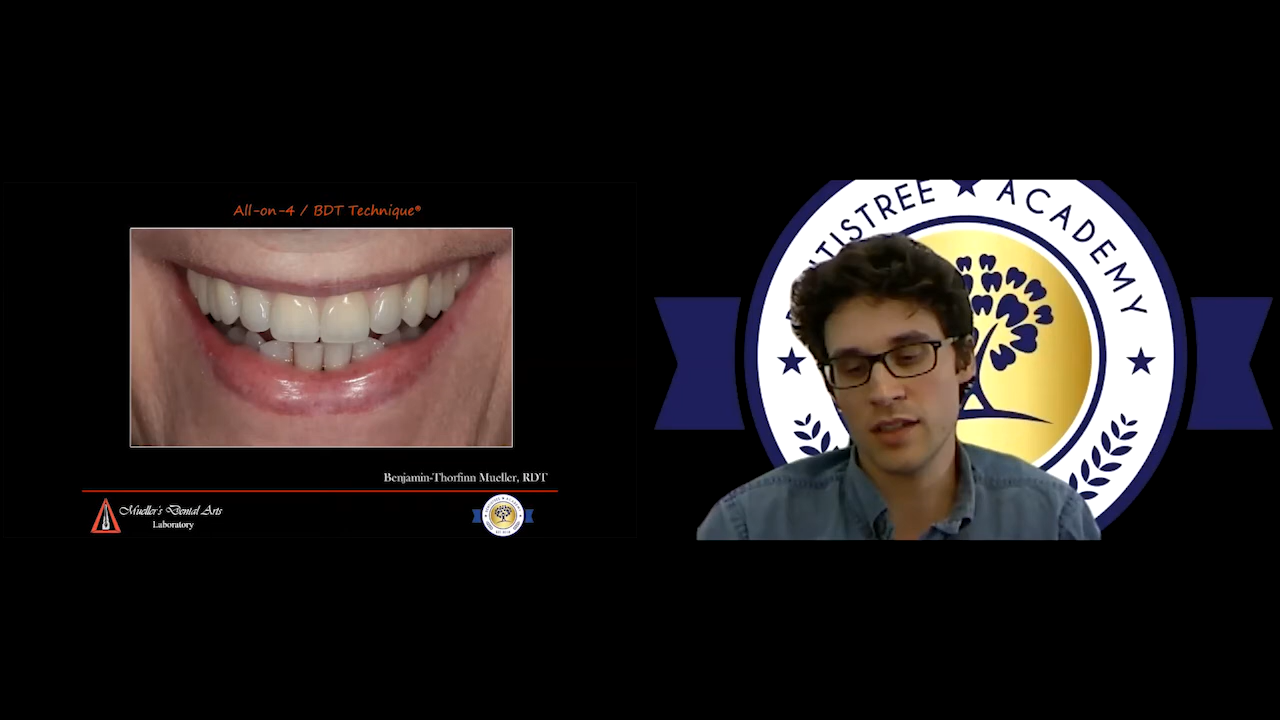 All-on-4 / BDT Technique®
Benjamin-Thorfinn Mueller, RDT
Mueller's Dental Arts
Laboratory
TISTREE ★ ACADEMY